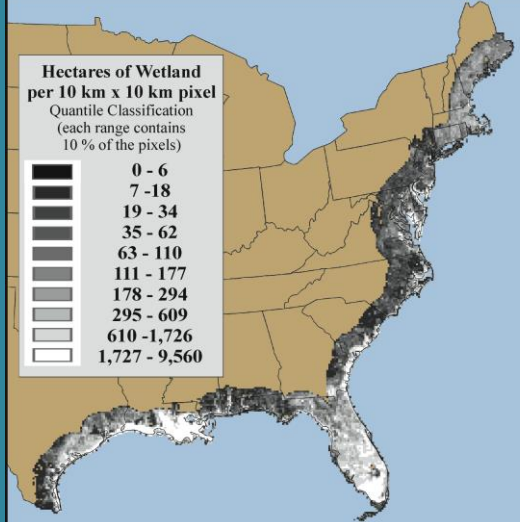 Hectares of Wetland
per 10 km x 10 km pixel
Quantile Classification
(each range contains
10 % of the pixels)
0 - 6
7 -18
19 - 34
35 - 62
63 - 110
111 - 177
178 - 294
295 - 609
610 -1,726
1,727 - 9,560